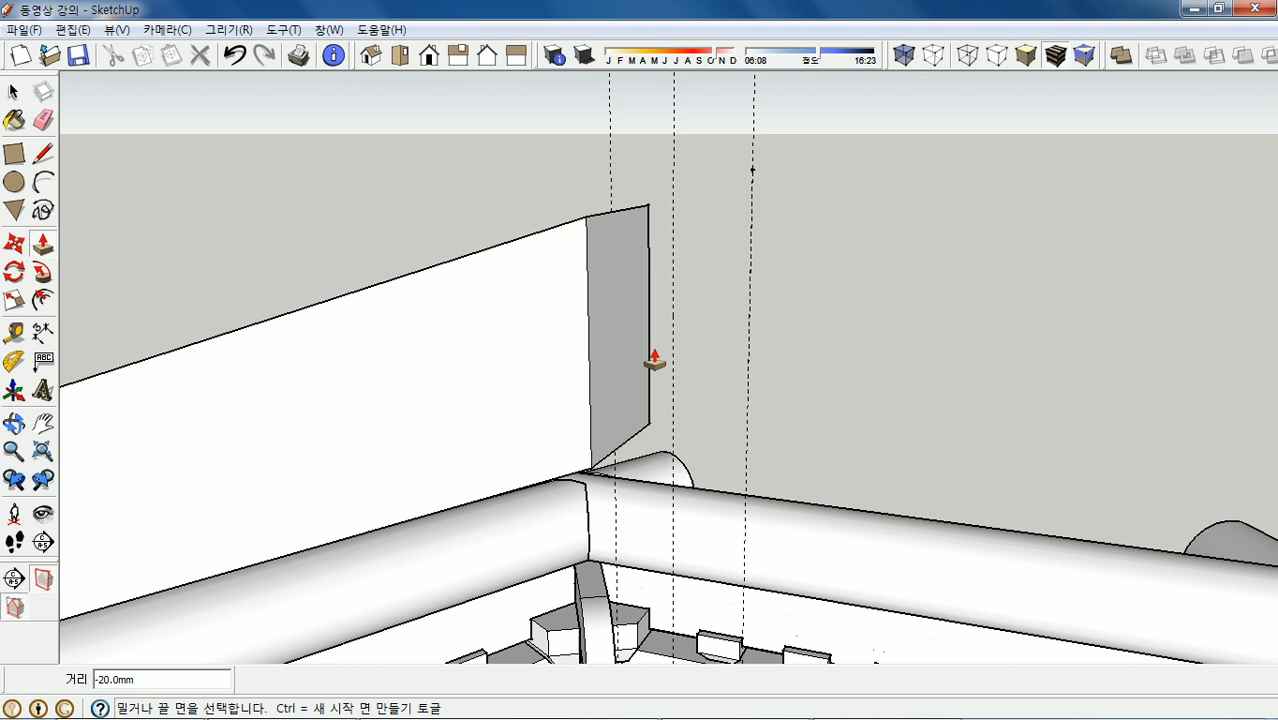 동영상 강의 - SketchUp
파일(F) 편집(E) 뷰(V) 카메라(C) 그리기(R) 도구(T) 창(W) 도움말(H)
J F M A M J J A S O N D 06:08 정오 16:23
ABC
거리 -20.0mm
밀거나 끌 면을 선택합니다. Ctrl = 새 시작 면 만들기 토글